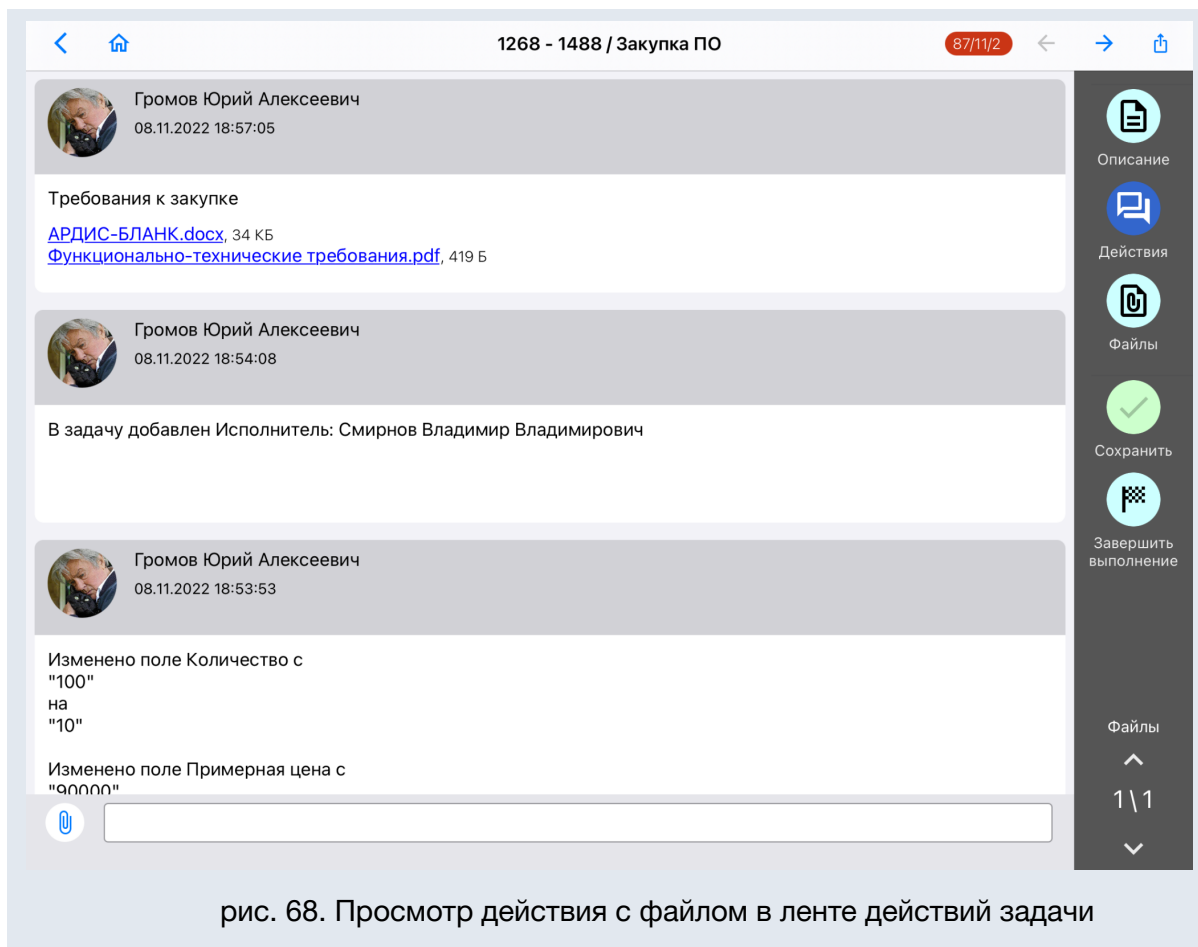 1268 - 1488 / Закупка ПО
87/11/2
Громов Юрий Алексеевич
08.11.2022 18:57:05
Требования к закупке
АРДИС-БЛАНК.docx, 34 КБ
Функционально-технические требования.pdf, 419 Б
Громов Юрий Алексеевич
08.11.2022 18:54:08
В задачу добавлен Исполнитель: Смирнов Владимир Владимирович
Громов Юрий Алексеевич
08.11.2022 18:53:53
Изменено поле Количество с
"100"
на
"10"
Изменено поле Примерная цена с
"90000"
Описание
Действия
Файлы
Сохранить
Завершить
выполнение
Файлы
1\1
рис. 68. Просмотр действия с файлом в ленте действий задачи